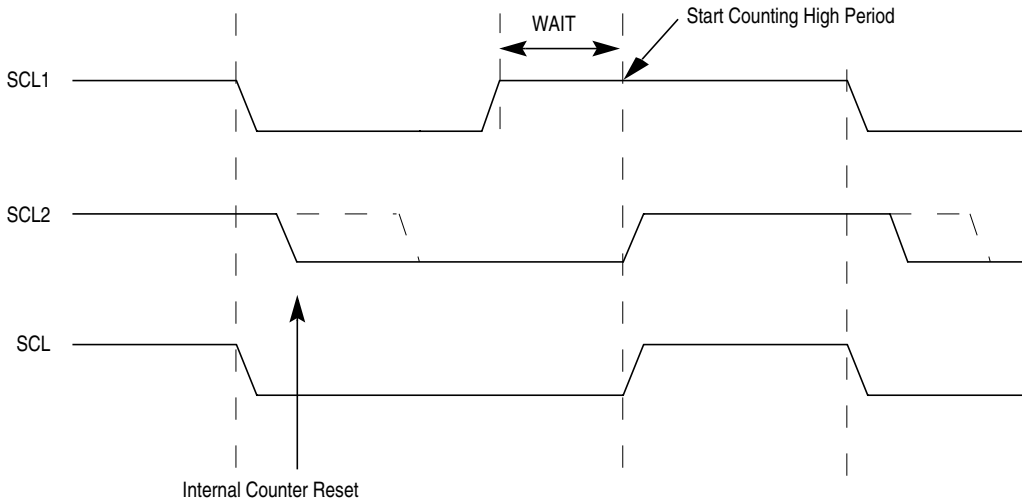 WAIT
Start Counting High Period
SCL1
SCL2
SCL
Internal Counter Reset